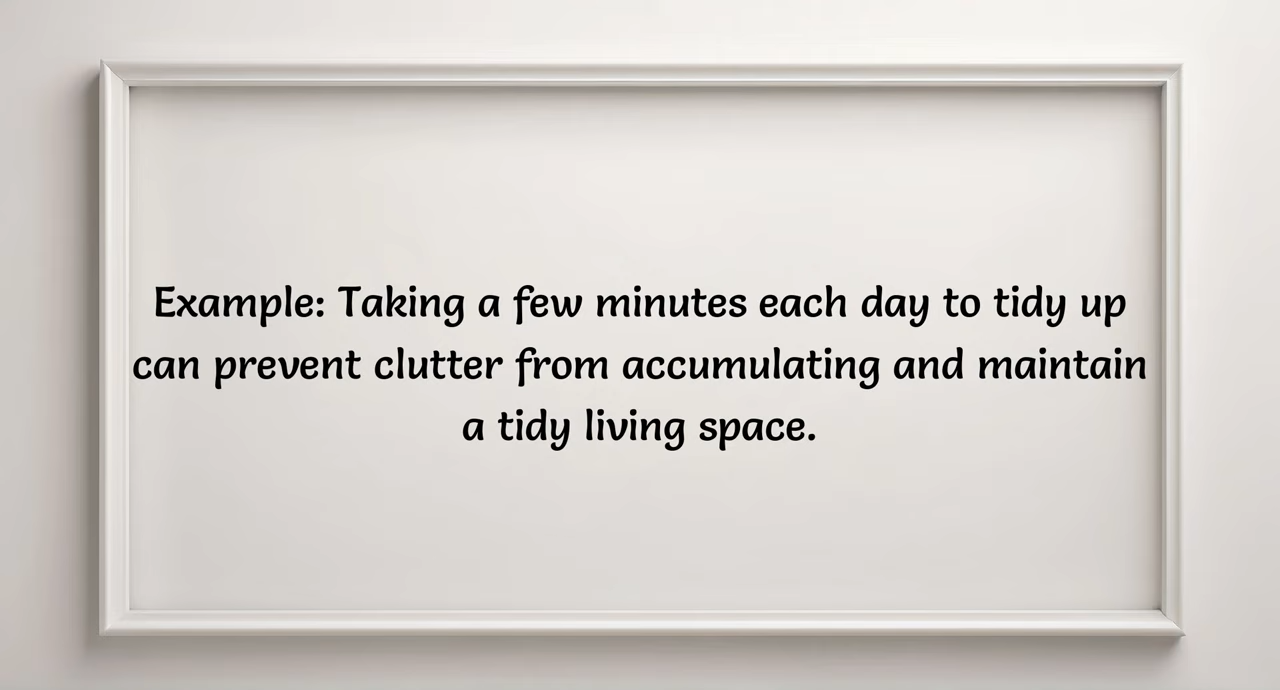 Example: Taking a few minutes each day to tidy up
can prevent clutter from accumulating and maintain
a tidy living space.